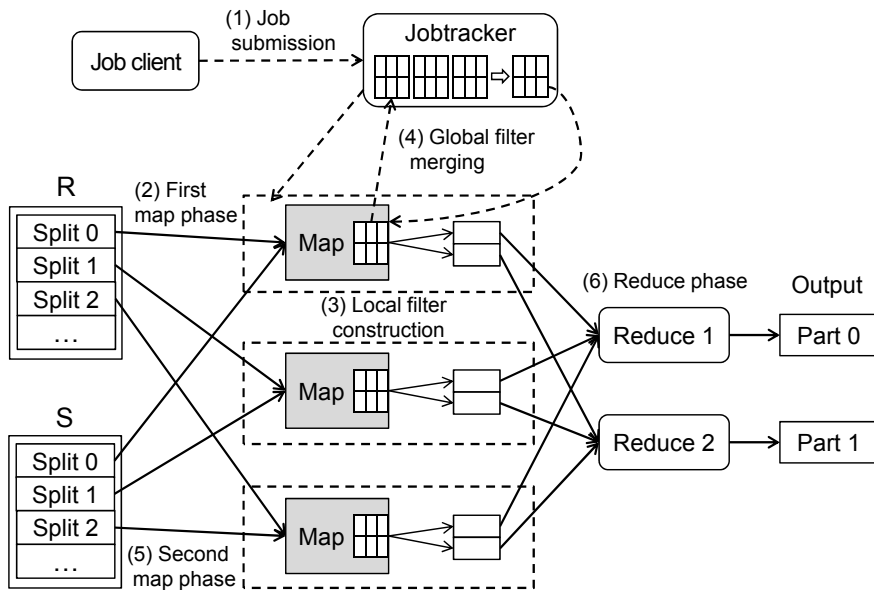 (1) Job
submission
Job client
Jobtracker
(4) Global filter
merging
R
(2) First
map phase
Split 0
Split 1
Split 2
…
Map
(3) Local filter
construction
Map
(6) Reduce phase
Output
Reduce 1
Part 0
S
Split 0
Split 1
Split 2
…
Reduce 2
Part 1
Map
(5) Second
map phase